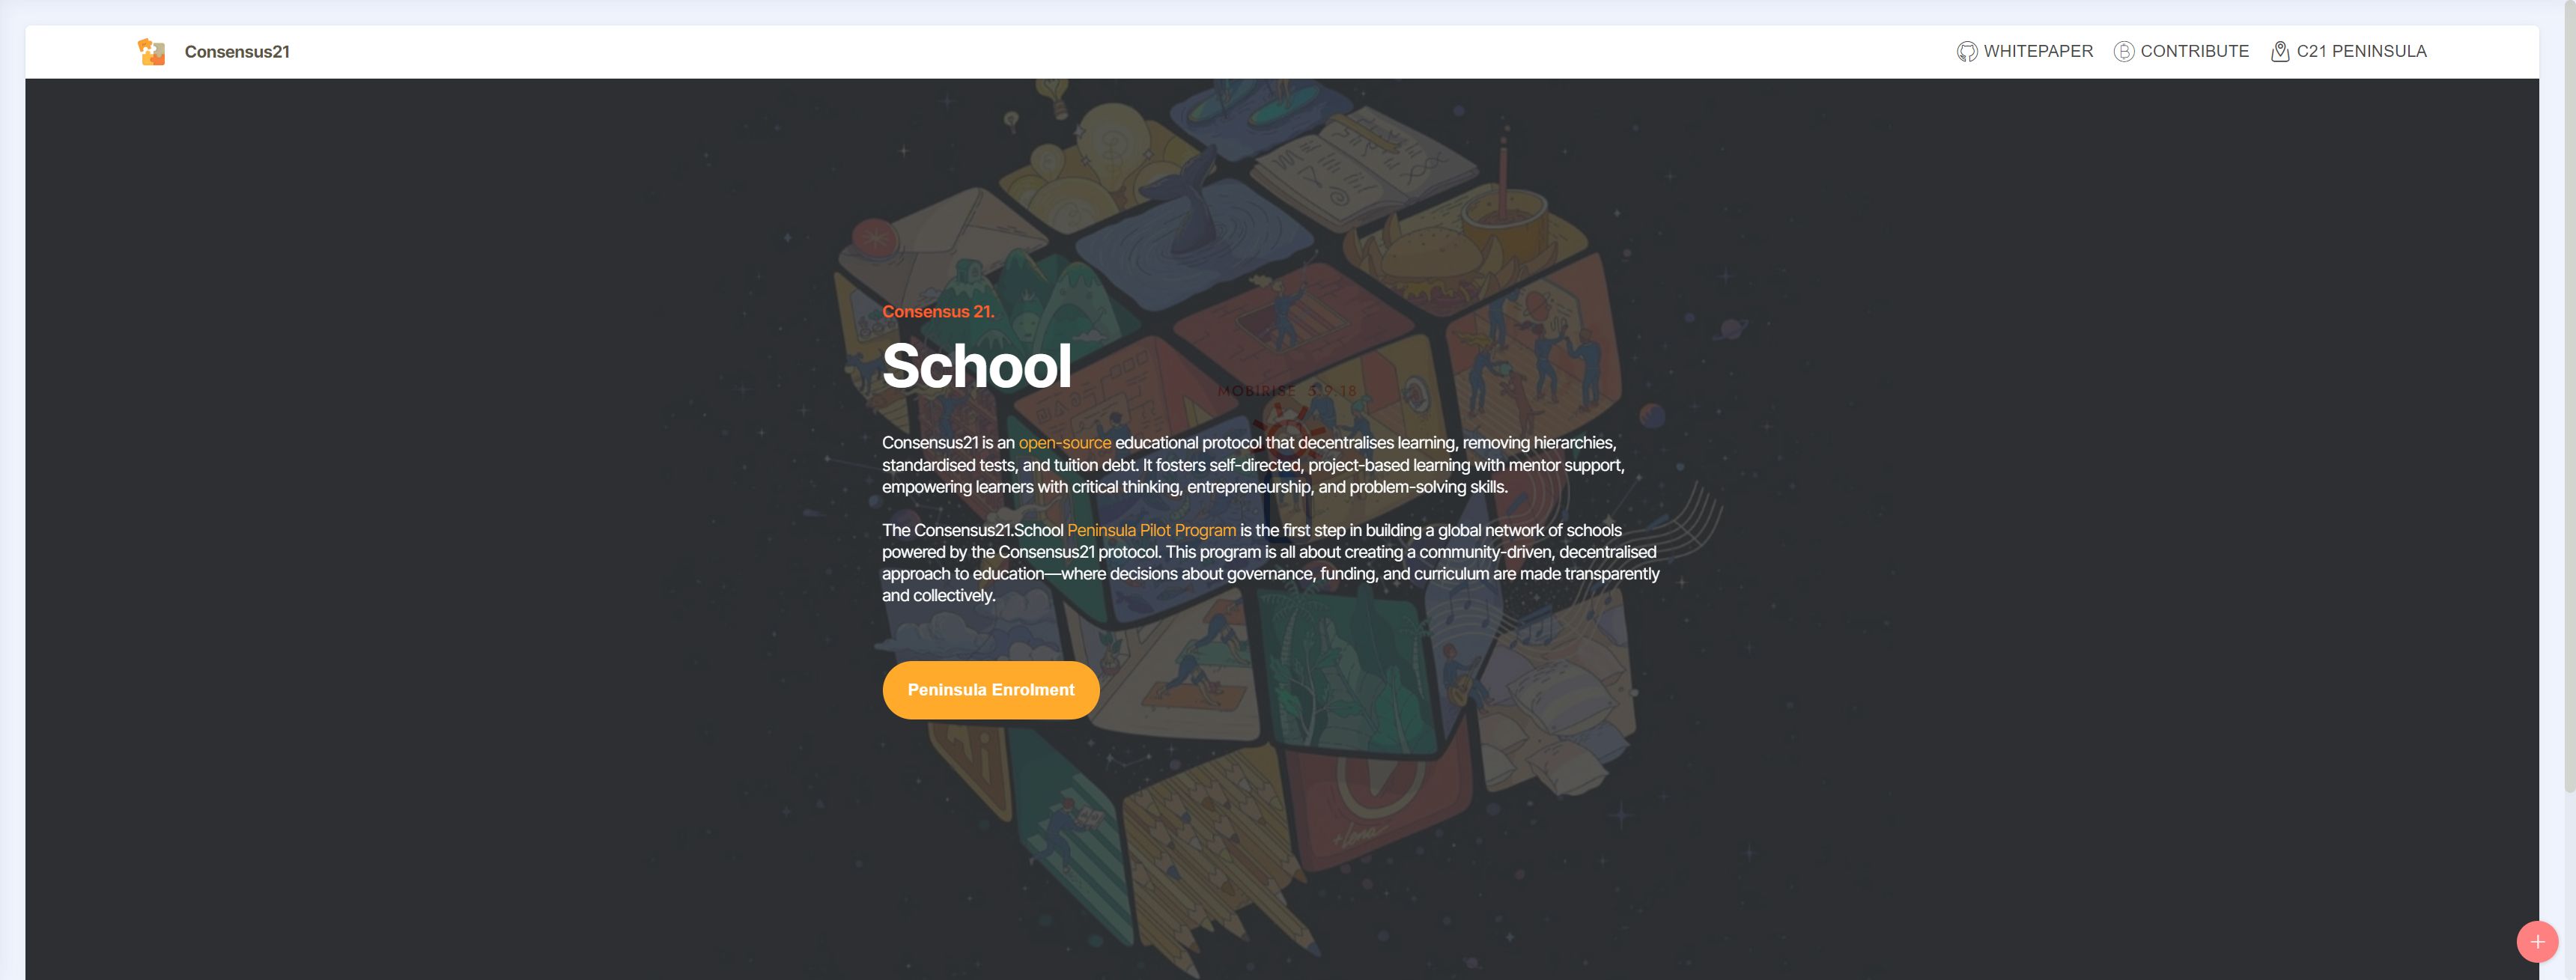 Consensus21
WHITEPAPER
CONTRIBUTE
C21 PENINSULA
Consensus 21.
School
MOBIRISE 5.9.18
Consensus21 is an open-source educational protocol that decentralises learning, removing hierarchies,
standardised tests, and tuition debt. It fosters self-directed, project-based learning with mentor support,
empowering learners with critical thinking, entrepreneurship, and problem-solving skills.
The Consensus21.School Peninsula Pilot Program is the first step in building a global network of schools
powered by the Consensus21 protocol. This program is all about creating a community-driven, decentralised
approach to education—where decisions about governance, funding, and curriculum are made transparently
and collectively.
Peninsula Enrolment
+lena